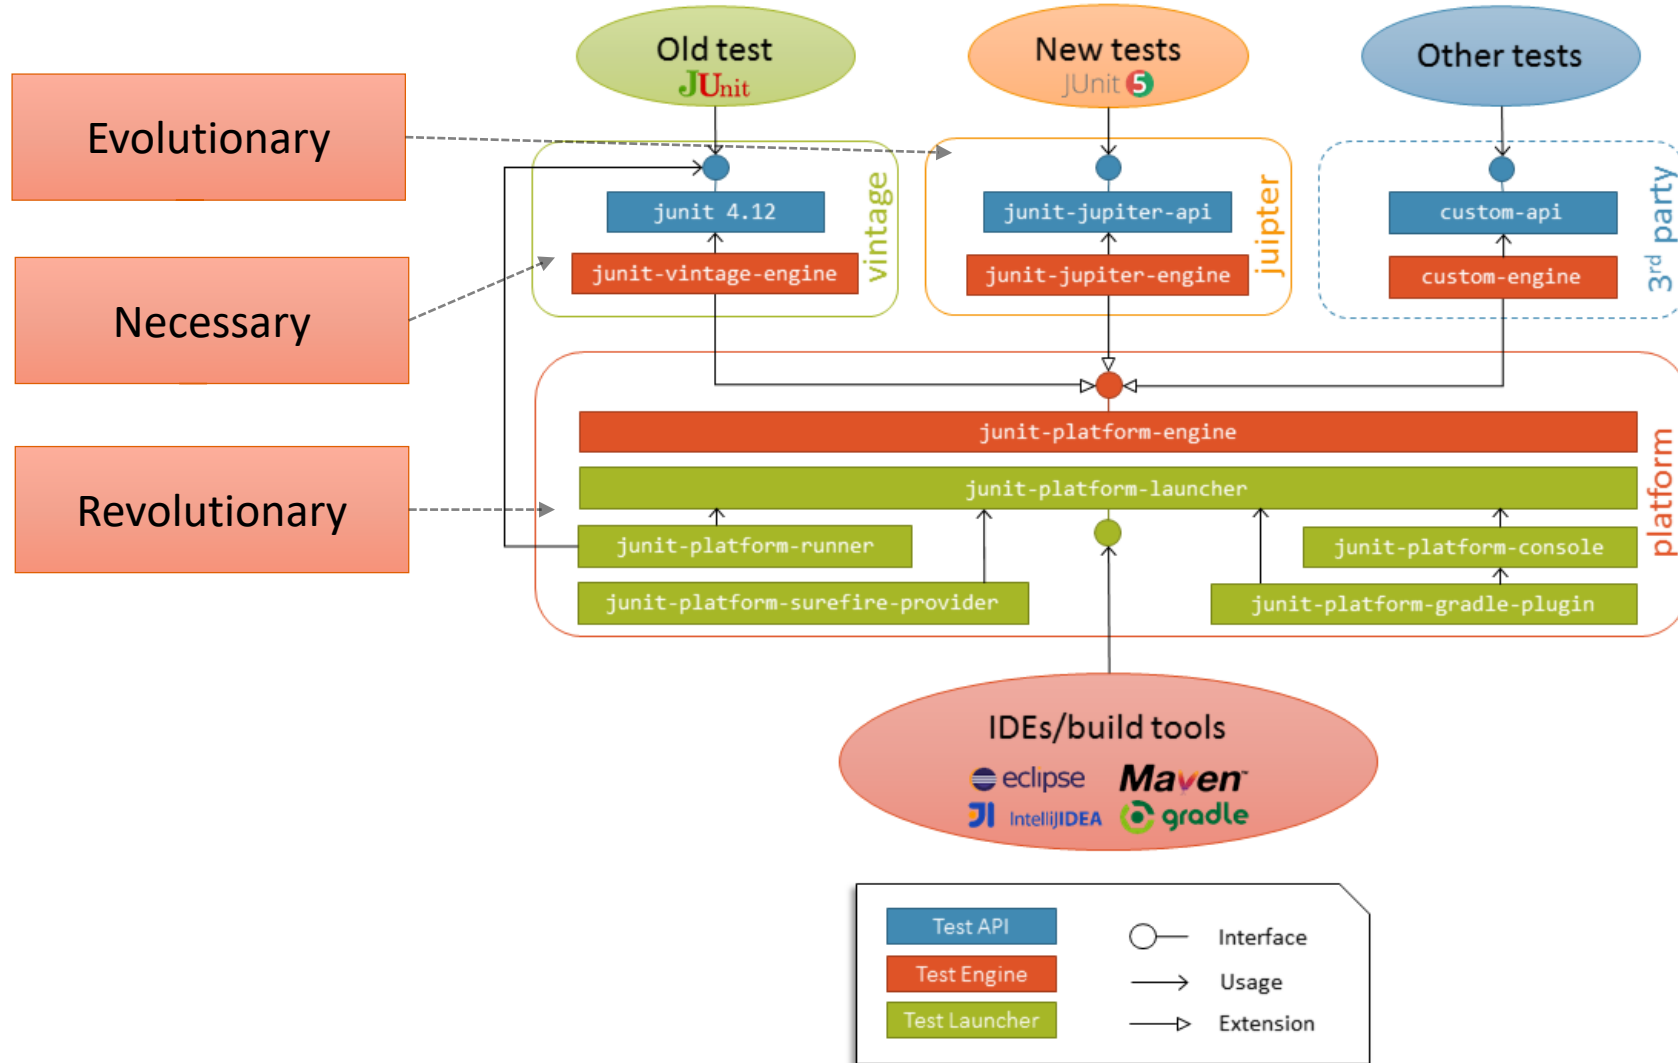 Old test
JUnit
New tests
JUnit 5
Other tests
Evolutionary
Necessary
Revolutionary
junit 4.12
junit-vintage-engine
vintage
junit-jupiter-api
junit-jupiter-engine
juipter
custom-api
custom-engine
3rd party
junit-platform-engine
junit-platform-launcher
junit-platform-runner
junit-platform-console
junit-platform-surefire-provider
junit-platform-gradle-plugin
platform
IDEs/build tools
eclipse
Maven™
JI IntelliJIDEA
gradle
Test API
Interface
Test Engine
Usage
Test Launcher
Extension